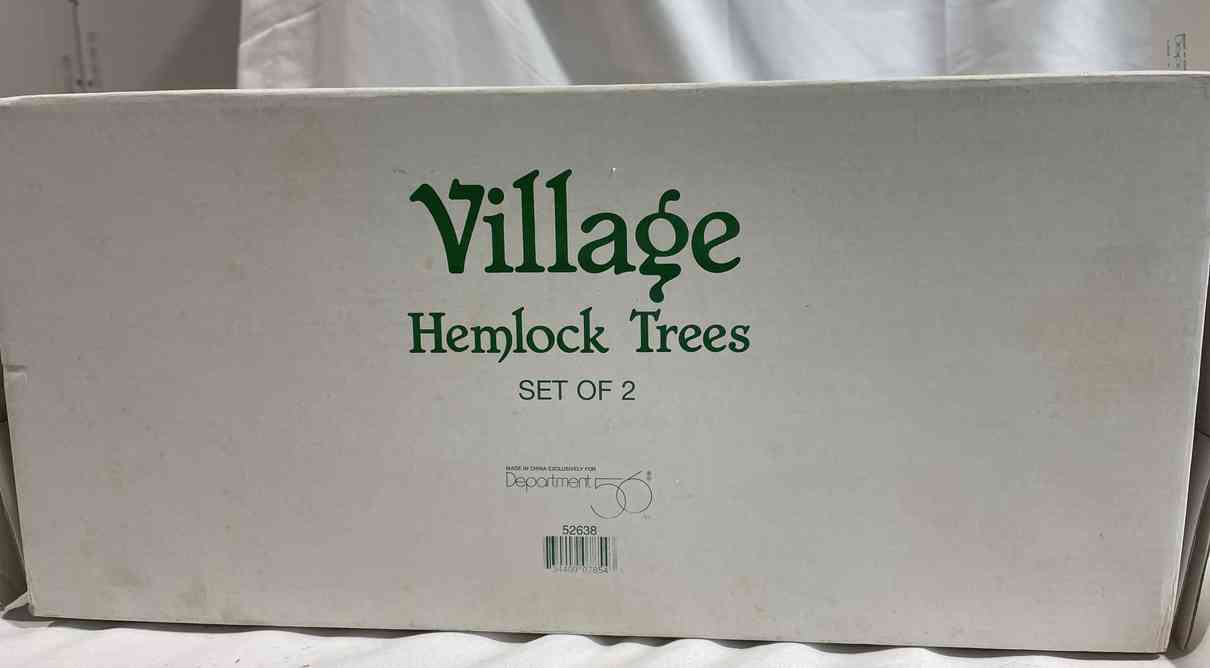 Village
Hemlock Trees
SET OF 2
MADE IN CHINA EXCLUSIVELY FOR
Department 56®
52638